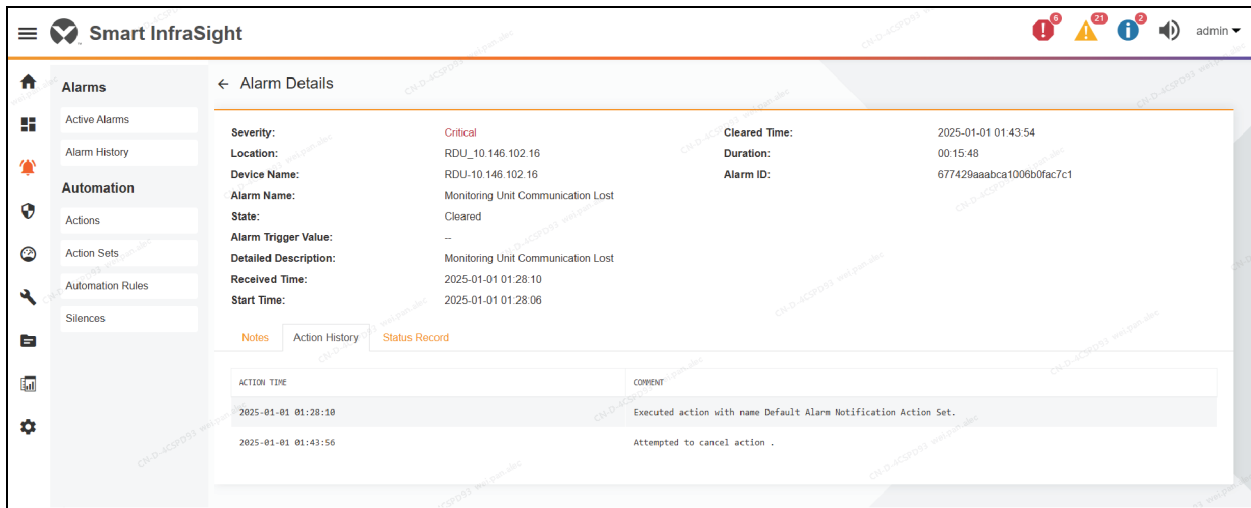 Smart InfraSight
6
21
2
admin
Alarms
Active Alarms
Alarm History
Automation
Actions
Action Sets
Automation Rules
Silences
← Alarm Details
Severity: Critical
Location: RDU_10.146.102.16
Device Name: RDU-10.146.102.16
Alarm Name: Monitoring Unit Communication Lost
State: Cleared
Alarm Trigger Value: --
Detailed Description: Monitoring Unit Communication Lost
Received Time: 2025-01-01 01:28:10
Start Time: 2025-01-01 01:28:06
Cleared Time: 2025-01-01 01:43:54
Duration: 00:15:48
Alarm ID: 677429aaabca1006b0fac7c1
Notes Action History Status Record
ACTION TIME COMMENT
2025-01-01 01:28:10 Executed action with name Default Alarm Notification Action Set.
2025-01-01 01:43:56 Attempted to cancel action .